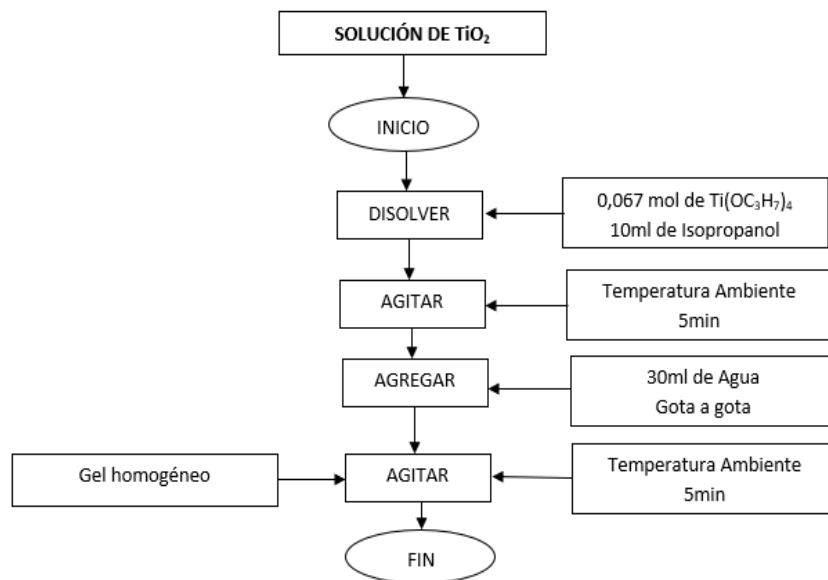 SOLUCIÓN DE TiO₂
INICIO
DISOLVER
0,067 mol de Ti(OC₃H₇)₄
10ml de Isopropanol
AGITAR
Temperatura Ambiente
5min
AGREGAR
30ml de Agua
Gota a gota
Gel homogéneo
AGITAR
Temperatura Ambiente
5min
FIN